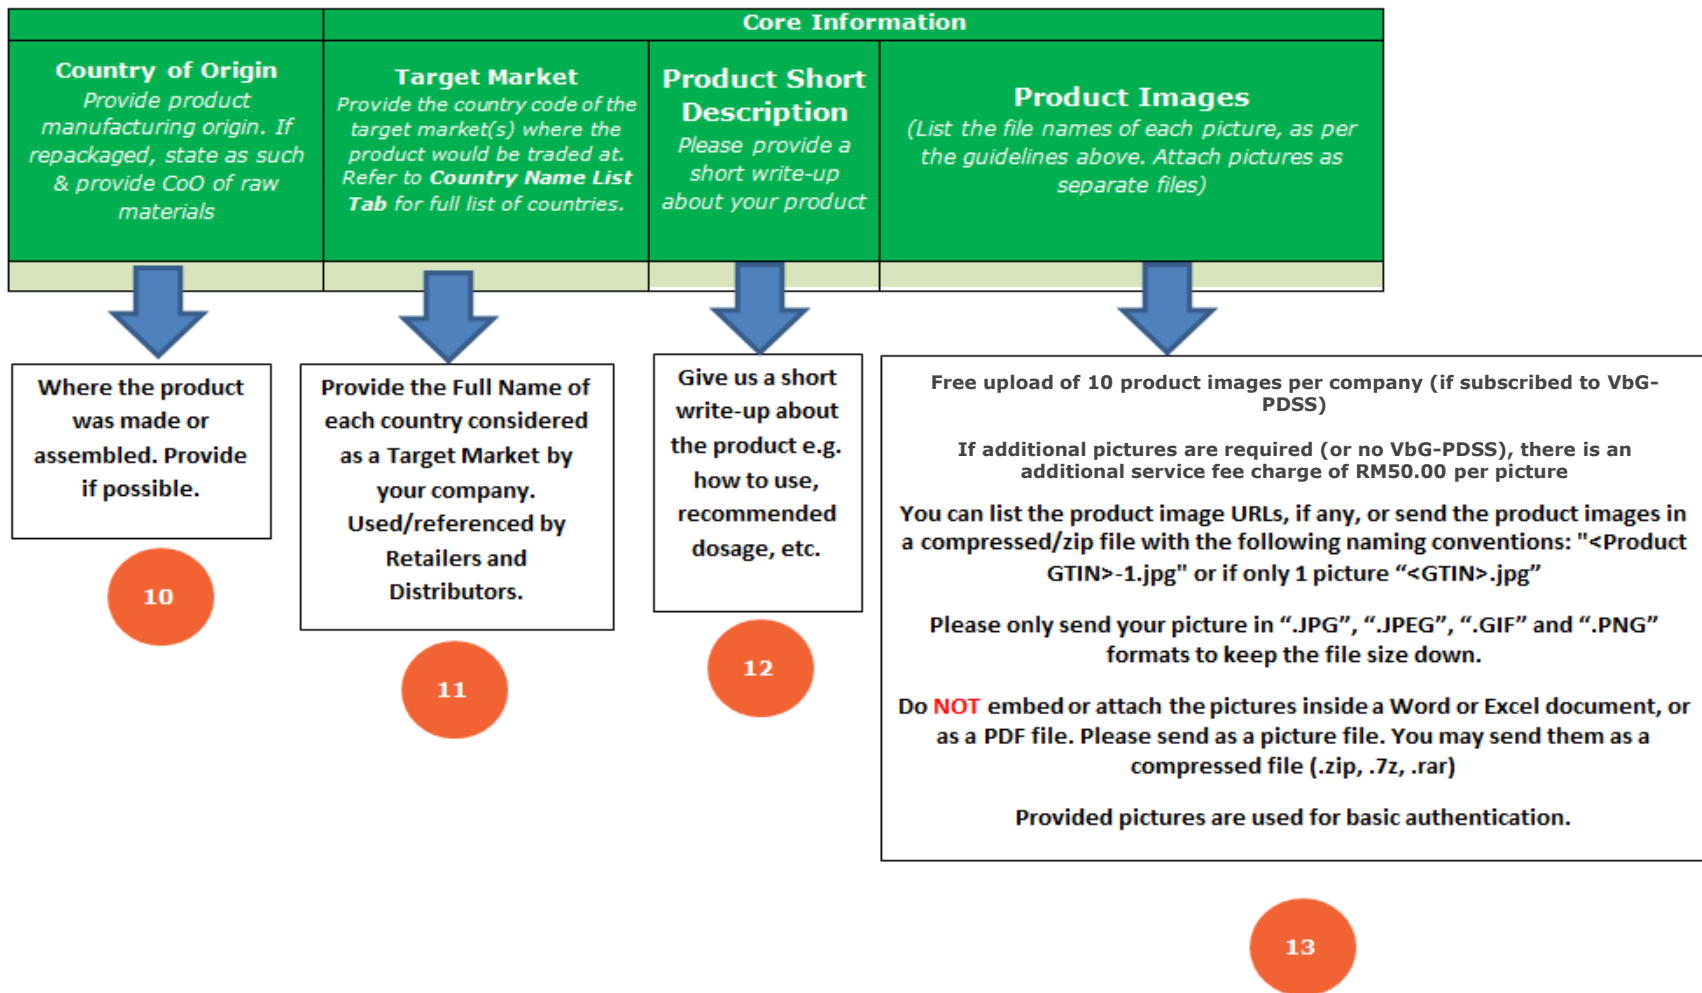 Core Information
Country of Origin
Provide product
manufacturing origin. If
repackaged, state as such
& provide CoO of raw
materials
Target Market
Provide the country code of the
target market(s) where the
product would be traded at.
Refer to Country Name List
Tab for full list of countries.
Product Short
Description
Please provide a
short write-up
about your product
Product Images
(List the file names of each picture, as per
the guidelines above. Attach pictures as
separate files)
Where the product
was made or
assembled. Provide
if possible.
10
Provide the Full Name of
each country considered
as a Target Market by
your company.
Used/referenced by
Retailers and
Distributors.
11
Give us a short
write-up about
the product e.g.
how to use,
recommended
dosage, etc.
12
Free upload of 10 product images per company (if subscribed to VbG-
PDSS)
If additional pictures are required (or no VbG-PDSS), there is an
additional service fee charge of RM50.00 per picture
You can list the product image URLs, if any, or send the product images in
a compressed/zip file with the following naming conventions: "<Product
GTIN>-1.jpg" or if only 1 picture “<GTIN>.jpg”
Please only send your picture in “.JPG”, “.JPEG”, “.GIF” and “.PNG”
formats to keep the file size down.
Do NOT embed or attach the pictures inside a Word or Excel document, or
as a PDF file. Please send as a picture file. You may send them as a
compressed file (.zip, .7z, .rar)
Provided pictures are used for basic authentication.
13